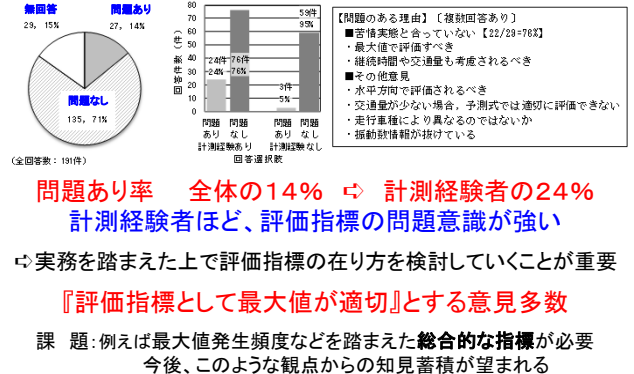 無回答
29, 15%
問題あり
27, 14%
問題なし
135, 71%
(全回答数：191件)
回答件数（件）
80
70
60
50
40
30
20
10
0
24件
24%
76件
76%
3件
5%
59件
95%
問題あり 問題なし 問題あり 問題なし
計測経験あり 計測経験なし
回答選択肢
【問題のある理由】〔複数回答あり〕
■苦情実態と合っていない【22/29=76%】
・最大値で評価すべき
・継続時間や交通量も考慮されるべき
■その他意見
・水平方向で評価されるべき
・交通量が少ない場合，予測式では適切に評価できない
・走行車種により異なるのではないか
・振動数情報が抜けている
問題あり率 全体の14% ➪ 計測経験者の24%
計測経験者ほど、評価指標の問題意識が強い
➪実務を踏まえた上で評価指標の在り方を検討していくことが重要
『評価指標として最大値が適切』とする意見多数
課 題：例えば最大値発生頻度などを踏まえた総合的な指標が必要
今後、このような観点からの知見蓄積が望まれる